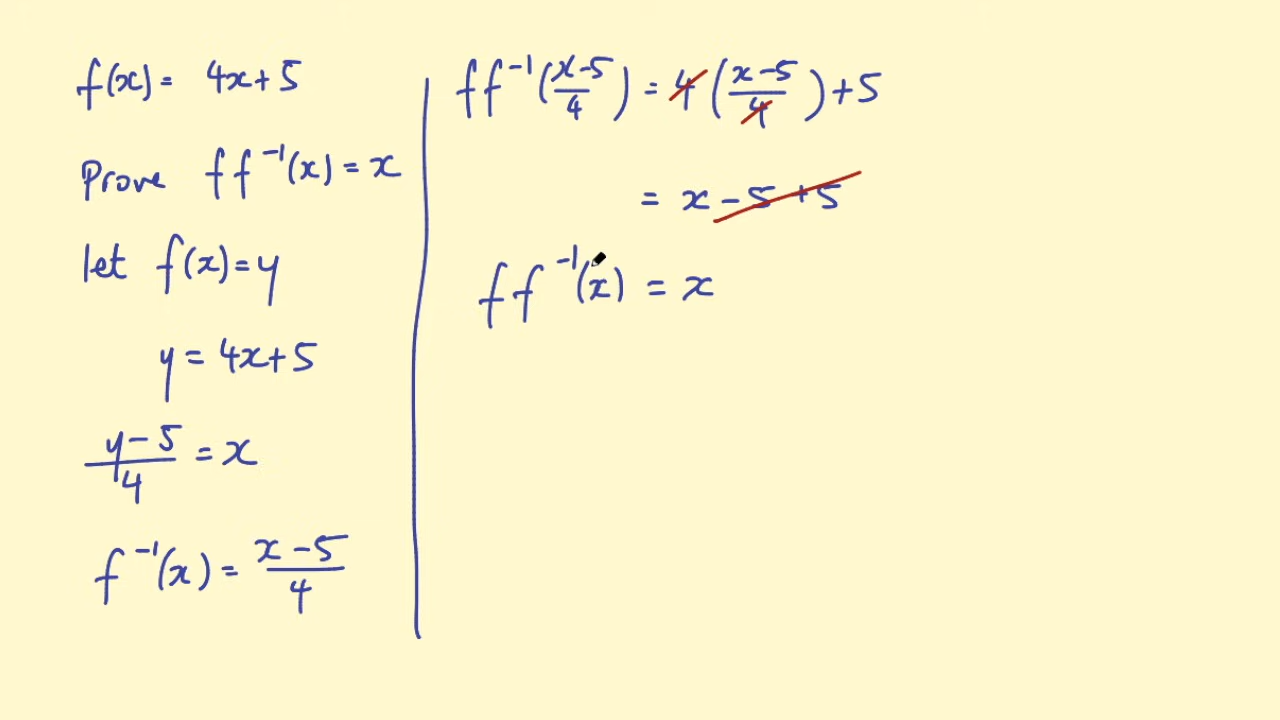 f(x) = 4x+5
Prove ff⁻¹(x) = x
let f(x)=y
y = 4x+5
y-5/4 = x
f⁻¹(x) = x-5/4
ff⁻¹(x-5/4) = 4(x-5/4)+5
= x-5+5
ff⁻¹(x) = x